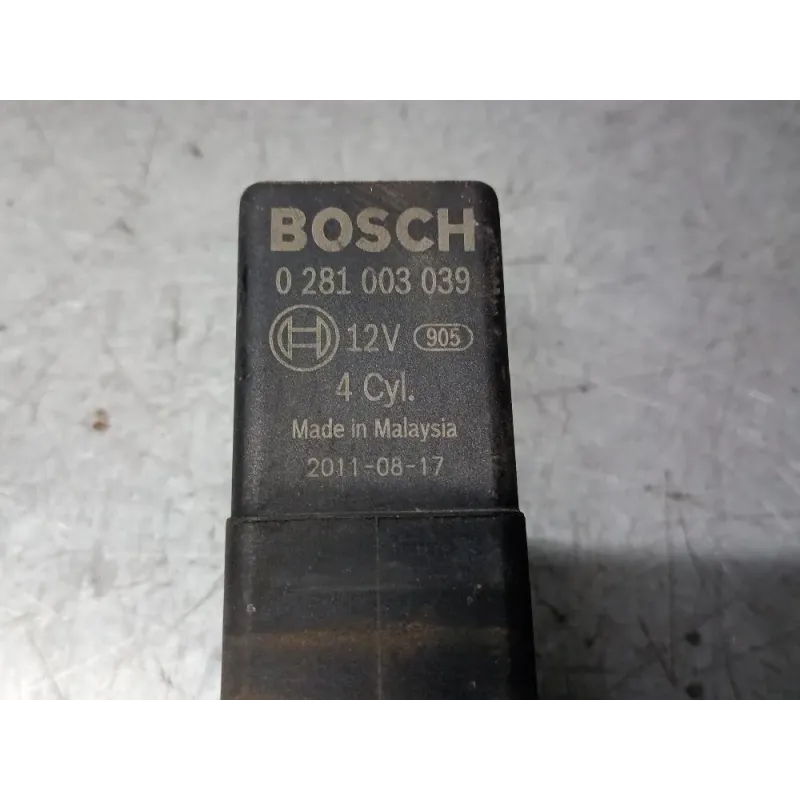 BOSCH
0 281 003 039
12V 905
4 Cyl.
Made in Malaysia
2011-08-17